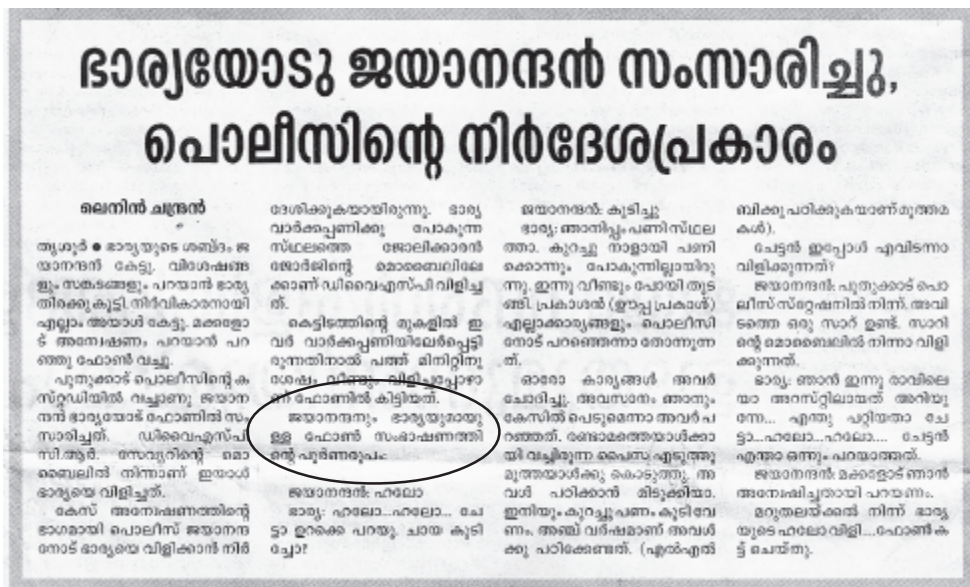 ഭാര്യയോടു ജയാനന്ദൻ സംസാരിച്ചു,
പൊലീസിന്റെ നിർദേശപ്രകാരം
ലെനിൻ ചന്ദ്രൻ
തൃശൂർ ● ഭാര്യയുടെ ശബ്ദം ജ
യാനന്ദൻ കേട്ടു. വിശേഷങ്ങ
ളും സങ്കടങ്ങളും പറയാൻ ഭാര്യ
തിരക്കു കൂട്ടി. നിർവികാരനായി
എല്ലാം അയാൾ കേട്ടു. മക്കളോ
ട് അന്വേഷണം പറയാൻ പറ
ഞ്ഞു ഫോൺ വച്ചു.
പുതുക്കാട് പൊലീസിന്റെ ക
സ്റ്റഡിയിൽ വച്ചാണു ജയാന
ന്ദൻ ഭാര്യയോട് ഫോണിൽ സം
സാരിച്ചത്. ഡിവൈഎസ്പി
സി.ആർ. സേവ്യറിന്റെ മൊ
ബൈലിൽ നിന്നാണ് ഇയാൾ
ഭാര്യയെ വിളിച്ചത്.
കേസ് അന്വേഷണത്തിന്റെ
ഭാഗമായി പൊലീസ് ജയാനന്ദ
നോട് ഭാര്യയെ വിളിക്കാൻ നിർ
ദേശിക്കുകയായിരുന്നു. ഭാര്യ
വാർക്കപ്പണിക്കു പോകുന്ന
സ്ഥലത്തെ ജോലിക്കാരൻ
ജോർജിന്റെ മൊബൈലിലേ
ക്കാണ് ഡിവൈഎസ്പി വിളിച്ച
ത്.
കെട്ടിടത്തിന്റെ മുകളിൽ ഇ
വർ വാർക്കപ്പണിയിലേർപ്പെട്ടി
രുന്നതിനാൽ പത്ത് മിനിറ്റിനു
ശേഷം വീണ്ടും വിളിച്ചപ്പോഴാ
ണ് ഫോണിൽ കിട്ടിയത്.
ജയാനന്ദനും ഭാര്യയുമായു
ള്ള ഫോൺ സംഭാഷണത്തി
ന്റെ പൂർണരൂപം:
ജയാനന്ദൻ: ഹലോ
ഭാര്യ: ഹലോ...ഹലോ... ചേ
ട്ടാ ഉറക്കെ പറയൂ. ചായ കുടി
ച്ചോ?
ജയാനന്ദൻ: കുടിച്ചു
ഭാര്യ: ഞാനിപ്പം പണി സ്ഥല
ത്താ. കുറച്ചു നാളായി പണി
ക്കൊന്നും പോകുന്നില്ലായിരു
ന്നു. ഇന്നു വീണ്ടും പോയി തുട
ങ്ങി. പ്രകാശൻ (ഊപ്പ പ്രകാശ്)
എല്ലാക്കാര്യങ്ങളും പൊലീസി
നോട് പറഞ്ഞെന്നാ തോന്നുന്ന
ത്.
ഓരോ കാര്യങ്ങൾ അവർ
ചോദിച്ചു. അവസാനം ഞാനും
കേസിൽ പെടുമെന്നാ അവർ പ
റഞ്ഞത്. രണ്ടാമത്തെയാൾക്കാ
യി വച്ചിരുന്ന പൈസ എടുത്തു
മൂത്തയാൾക്കു കൊടുത്തു. അ
വൾ പഠിക്കാൻ മിടുക്കിയാ.
ഇനിയും കുറച്ചു പണം കൂടി വേ
ണം. അഞ്ച് വർഷമാണ് അവൾ
ക്കു പഠിക്കേണ്ടത്. (എൽഎൽ
ബിക്കു പഠിക്കുകയാണ് മൂത്തമ
കൾ).
ചേട്ടൻ ഇപ്പോൾ എവിടന്നാ
വിളിക്കുന്നത്?
ജയാനന്ദൻ: പുതുക്കാട് പൊ
ലീസ് സ്റ്റേഷനിൽ നിന്ന്. അവി
ടത്തെ ഒരു സാറ് ഉണ്ട്. സാറി
ന്റെ മൊബൈലിൽ നിന്നാ വിളി
ക്കുന്നത്.
ഭാര്യ: ഞാൻ ഇന്നു രാവിലെ
യാ അറസ്റ്റിലായത് അറിയു
ന്നേ... എന്തു പറ്റിയതാ ചേ
ട്ടാ...ഹലോ...ഹലോ.... ചേട്ടൻ
എന്താ ഒന്നും പറയാത്തത്.
ജയാനന്ദൻ: മക്കളോട് ഞാൻ
അന്വേഷിച്ചതായി പറയണം.
മറുതലയ്ക്കൽ നിന്ന് ഭാര്യ
യുടെ ഹലോ വിളി....ഫോൺ ക
ട്ട് ചെയ്തു.